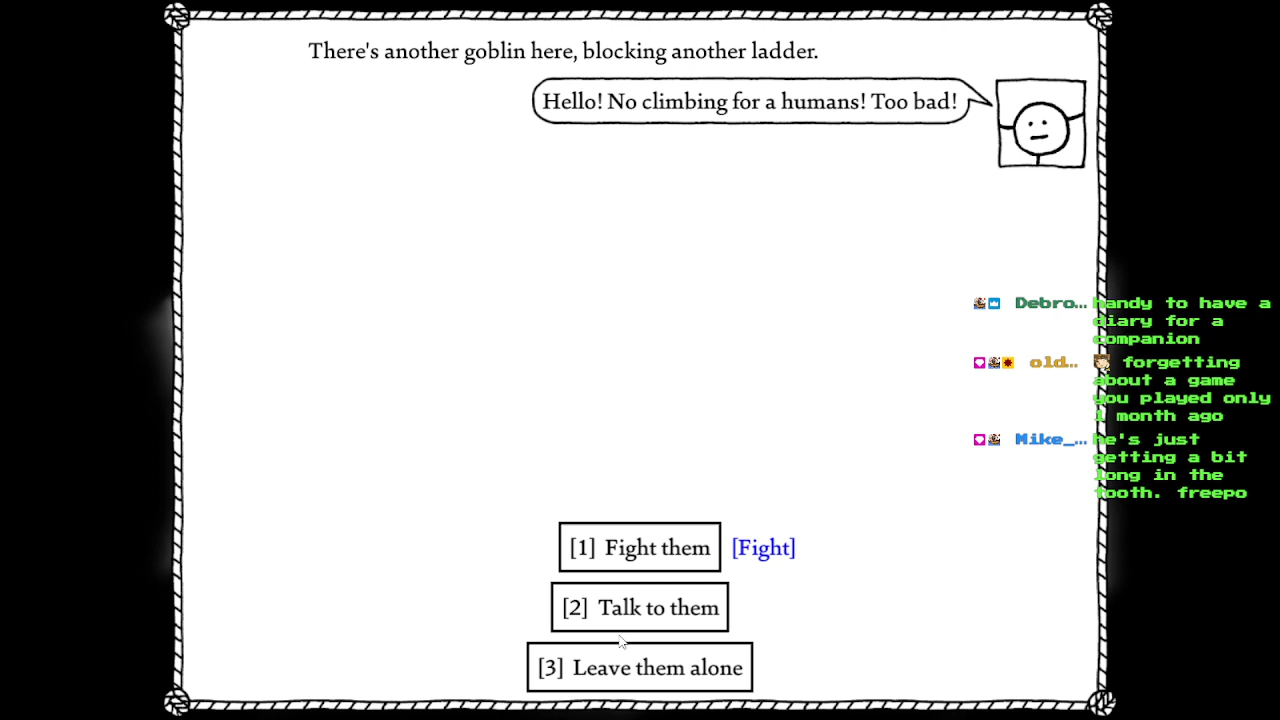 There's another goblin here, blocking another ladder.
Hello! No climbing for a humans! Too bad!
Debro... handy to have a
diary for a
companion
old... forgetting
about a game
you played only
1 month ago
Mike_... he's just
getting a bit
long in the
tooth. freepo
[1] Fight them [Fight]
[2] Talk to them
[3] Leave them alone